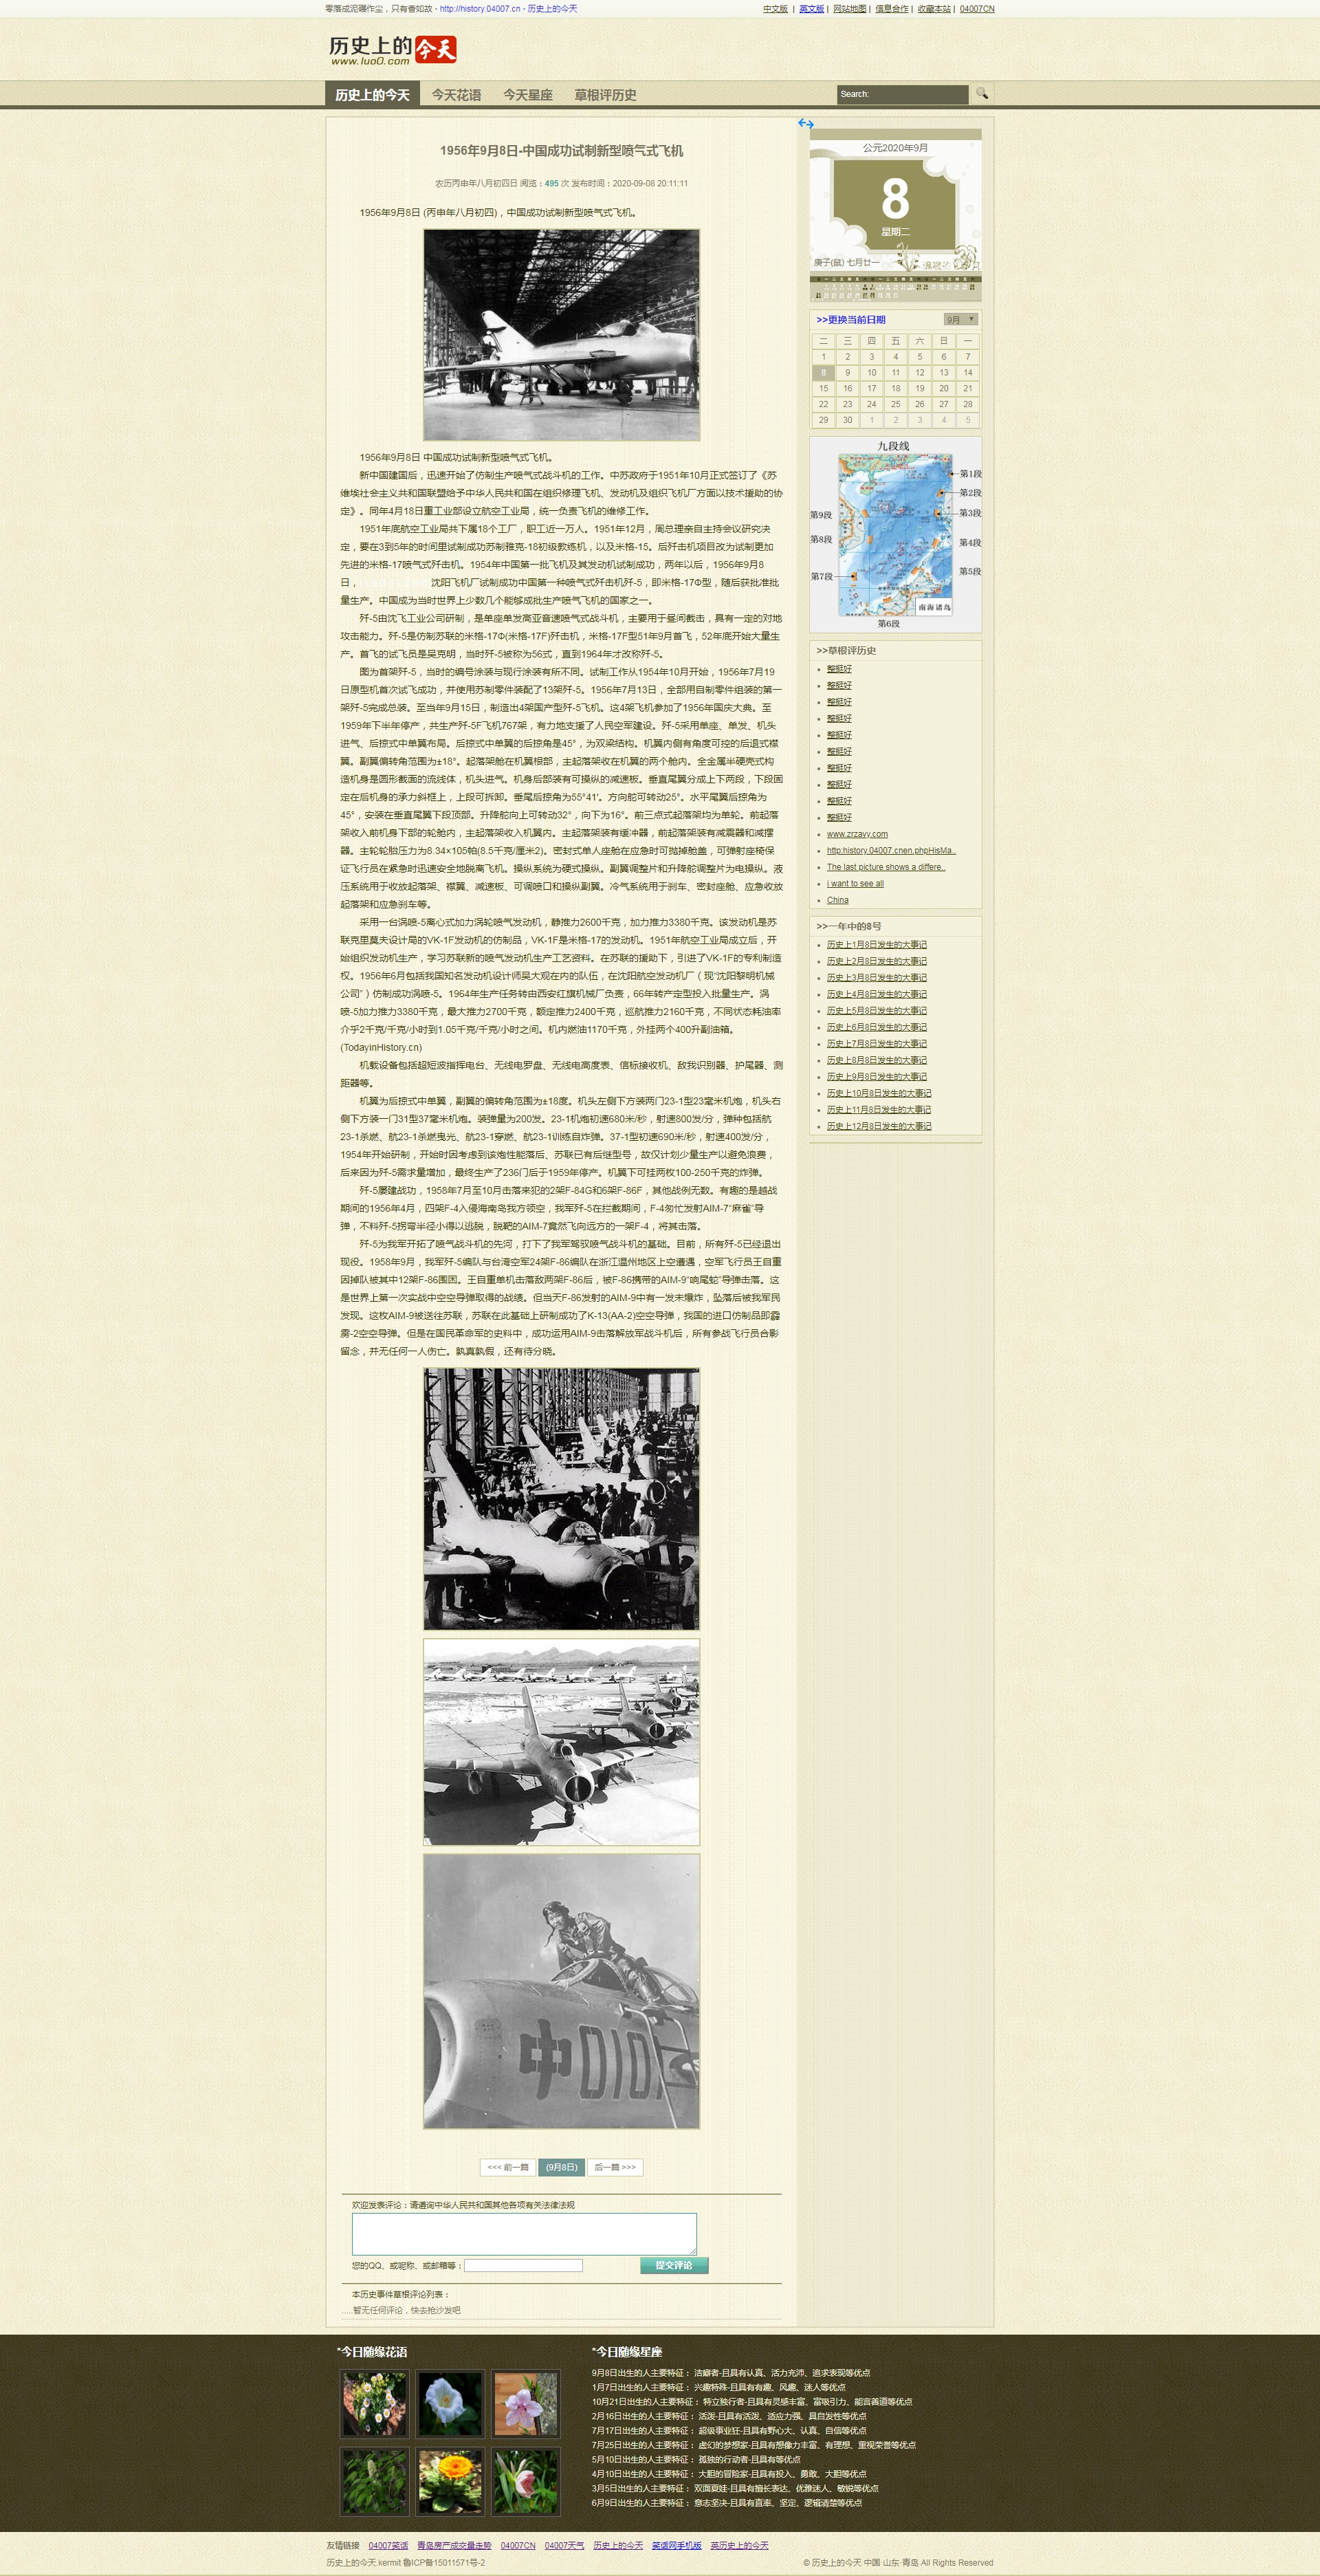 零落成泥碾作尘，只有香如故 - http://history.04007.cn - 历史上的今天
中文版 | 英文版 | 网站地图 | 信息合作 | 收藏本站 | 04007CN
历史上的今天
www.luo0.com
历史上的今天 今天花语 今天星座 草根评历史
Search:
1956年9月8日-中国成功试制新型喷气式飞机
农历丙申年八月初四日 阅览：495 次 发布时间：2020-09-08 20:11:11
1956年9月8日 (丙申年八月初四)，中国成功试制新型喷气式飞机。
1956年9月8日 中国成功试制新型喷气式飞机。
新中国建国后，迅速开始了仿制生产喷气式战斗机的工作。中苏政府于1951年10月正式签订了《苏
维埃社会主义共和国联盟给予中华人民共和国在组织修理飞机、发动机及组织飞机厂方面以技术援助的协
定》。同年4月18日重工业部设立航空工业局，统一负责飞机的维修工作。
1951年底航空工业局共下属18个工厂，职工近一万人。1951年12月，周总理亲自主持会议研究决
定，要在3到5年的时间里试制成功苏制雅克-18初级教练机，以及米格-15。后歼击机项目改为试制更加
先进的米格-17喷气式歼击机。1954年中国第一批飞机及其发动机试制成功，两年以后，1956年9月8
日，
沈阳飞机厂试制成功中国第一种喷气式歼击机歼-5，即米格-17Φ型，随后获批准批
量生产。中国成为当时世界上少数几个能够成批生产喷气飞机的国家之一。
歼-5由沈飞工业公司研制，是单座单发高亚音速喷气式战斗机，主要用于昼间截击，具有一定的对地
攻击能力。歼-5是仿制苏联的米格-17Φ(米格-17F)歼击机，米格-17F型51年9月首飞，52年底开始大量生
产。首飞的试飞员是吴克明，当时歼-5被称为56式，直到1964年才改称歼-5。
图为首架歼-5，当时的编号涂装与现行涂装有所不同。试制工作从1954年10月开始，1956年7月19
日原型机首次试飞成功，并使用苏制零件装配了13架歼-5。1956年7月13日，全部用自制零件组装的第一
架歼-5完成总装。至当年9月15日，制造出4架国产型歼-5飞机。这4架飞机参加了1956年国庆大典。至
1959年下半年停产，共生产歼-5F飞机767架，有力地支援了人民空军建设。歼-5采用单座、单发、机头
进气、后掠式中单翼布局。后掠式中单翼的后掠角是45°，为双梁结构。机翼内侧有角度可控的后退式襟
翼。副翼偏转角范围为±18°。起落架舱在机翼根部，主起落架收在机翼的两个舱内。全金属半硬壳式构
造机身是圆形截面的流线体，机头进气。机身后部装有可操纵的减速板。垂直尾翼分成上下两段，下段固
定在后机身的承力斜框上，上段可拆卸。垂尾后掠角为55°41'。方向舵可转动25°。水平尾翼后掠角为
45°，安装在垂直尾翼下段顶部。升降舵向上可转动32°，向下为16°。前三点式起落架均为单轮。前起落
架收入前机身下部的轮舱内，主起落架收入机翼内。主起落架装有缓冲器，前起落架装有减震器和减摆
器。主轮轮胎压力为8.34×105帕(8.5千克/厘米2)。密封式单人座舱在应急时可抛掉舱盖，可弹射座椅保
证飞行员在紧急时迅速安全地脱离飞机。操纵系统为硬式操纵。副翼调整片和升降舵调整片为电操纵。液
压系统用于收放起落架、襟翼、减速板、可调喷口和操纵副翼。冷气系统用于刹车、密封座舱、应急收放
起落架和应急刹车等。
采用一台涡喷-5离心式加力涡轮喷气发动机，静推力2600千克，加力推力3380千克。该发动机是苏
联克里莫夫设计局的VK-1F发动机的仿制品，VK-1F是米格-17的发动机。1951年航空工业局成立后，开
始组织发动机生产，学习苏联新的喷气发动机生产工艺资料。在苏联的援助下，引进了VK-1F的专利制造
权。1956年6月包括我国知名发动机设计师吴大观在内的队伍，在沈阳航空发动机厂（现“沈阳黎明机械
公司”）仿制成功涡喷-5。1964年生产任务转由西安红旗机械厂负责，66年转产定型投入批量生产。涡
喷-5加力推力3380千克，最大推力2700千克，额定推力2400千克，巡航推力2160千克，不同状态耗油率
介乎2千克/千克/小时到1.05千克/千克/小时之间。机内燃油1170千克，外挂两个400升副油箱。
(TodayinHistory.cn)
机载设备包括超短波指挥电台、无线电罗盘、无线电高度表、信标接收机、敌我识别器、护尾器、测
距器等。
机翼为后掠式中单翼，副翼的偏转角范围为±18度。机头左侧下方装两门23-1型23毫米机炮，机头右
侧下方装一门31型37毫米机炮。装弹量为200发。23-1机炮初速680米/秒，射速800发/分，弹种包括航
23-1杀燃、航23-1杀燃曳光、航23-1穿燃、航23-1训练自炸弹。37-1型初速690米/秒，射速400发/分，
1954年开始研制，开始时因考虑到该炮性能落后、苏联已有后继型号，故仅计划少量生产以避免浪费，
后来因为歼-5需求量增加，最终生产了236门后于1959年停产。机翼下可挂两枚100-250千克的炸弹。
歼-5屡建战功，1958年7月至10月击落来犯的2架F-84G和6架F-86F，其他战例无数。有趣的是越战
期间的1956年4月，四架F-4入侵海南岛我方领空，我军歼-5在拦截期间，F-4匆忙发射AIM-7“麻雀”导
弹，不料歼-5拐弯半径小得以逃脱，脱靶的AIM-7竟然飞向远方的一架F-4，将其击落。
歼-5为我军开拓了喷气战斗机的先河，打下了我军驾驭喷气战斗机的基础。目前，所有歼-5已经退出
现役。1958年9月，我军歼-5编队与台湾空军24架F-86编队在浙江温州地区上空遭遇，空军飞行员王自重
因掉队被其中12架F-86围困。王自重单机击落敌两架F-86后，被F-86携带的AIM-9“响尾蛇”导弹击落。这
是世界上第一次实战中空空导弹取得的战绩。但当天F-86发射的AIM-9中有一发未爆炸，坠落后被我军民
发现。这枚AIM-9被送往苏联，苏联在此基础上研制成功了K-13(AA-2)空空导弹，我国的进口仿制品即霹
雳-2空空导弹。但是在国民革命军的史料中，成功运用AIM-9击落解放军战斗机后，所有参战飞行员合影
留念，并无任何一人伤亡。孰真孰假，还有待分晓。
中0101
<<< 前一篇 (9月8日) 后一篇 >>>
欢迎发表评论：请遵询中华人民共和国其他各项有关法律法规
您的QQ、或昵称、或邮箱等：
提交评论
本历史事件草根评论列表：
.....暂无任何评论，快去抢沙发吧
公元2020年9月
8
星期二
庚子(鼠) 七月廿一
>>更换当前日期 9月
二 三 四 五 六 日 一
1 2 3 4 5 6 7
8 9 10 11 12 13 14
15 16 17 18 19 20 21
22 23 24 25 26 27 28
29 30 1 2 3 4 5
九段线
第1段
第2段
第3段
第9段
第8段
第4段
第5段
第7段
南海诸岛
第6段
>>草根评历史
整挺好
整挺好
整挺好
整挺好
整挺好
整挺好
整挺好
整挺好
整挺好
整挺好
www.zrzavy.com
http:history.04007.cnen.phpHisMa..
The last picture shows a differe..
i want to see all
China
>>一年中的8号
历史上1月8日发生的大事记
历史上2月8日发生的大事记
历史上3月8日发生的大事记
历史上4月8日发生的大事记
历史上5月8日发生的大事记
历史上6月8日发生的大事记
历史上7月8日发生的大事记
历史上8月8日发生的大事记
历史上9月8日发生的大事记
历史上10月8日发生的大事记
历史上11月8日发生的大事记
历史上12月8日发生的大事记
*今日随缘花语
*今日随缘星座
9月8日出生的人主要特征： 洁癖者-且具有认真、活力充沛、追求表现等优点
1月7日出生的人主要特征： 兴趣特殊-且具有有趣、风趣、迷人等优点
10月21日出生的人主要特征： 特立独行者-且具有灵感丰富、富吸引力、能言善道等优点
2月16日出生的人主要特征： 活泼-且具有活泼、适应力强、具自发性等优点
7月17日出生的人主要特征： 超级事业狂-且具有野心大、认真、自信等优点
7月25日出生的人主要特征： 虚幻的梦想家-且具有想像力丰富、有理想、重视荣誉等优点
5月10日出生的人主要特征： 孤独的行动者-且具有等优点
4月10日出生的人主要特征： 大胆的冒险家-且具有投入、勇敢、大胆等优点
3月5日出生的人主要特征： 双面夏娃-且具有擅长表达、优雅迷人、敏锐等优点
6月9日出生的人主要特征： 意志坚决-且具有直率、坚定、逻辑清楚等优点
友情链接 04007笑话 青岛房产成交量走势 04007CN 04007天气 历史上的今天 笑话网手机版 英历史上的今天
历史上的今天.kermit 鲁ICP备15011571号-2
© 历史上的今天 中国·山东·青岛 All Rights Reserved